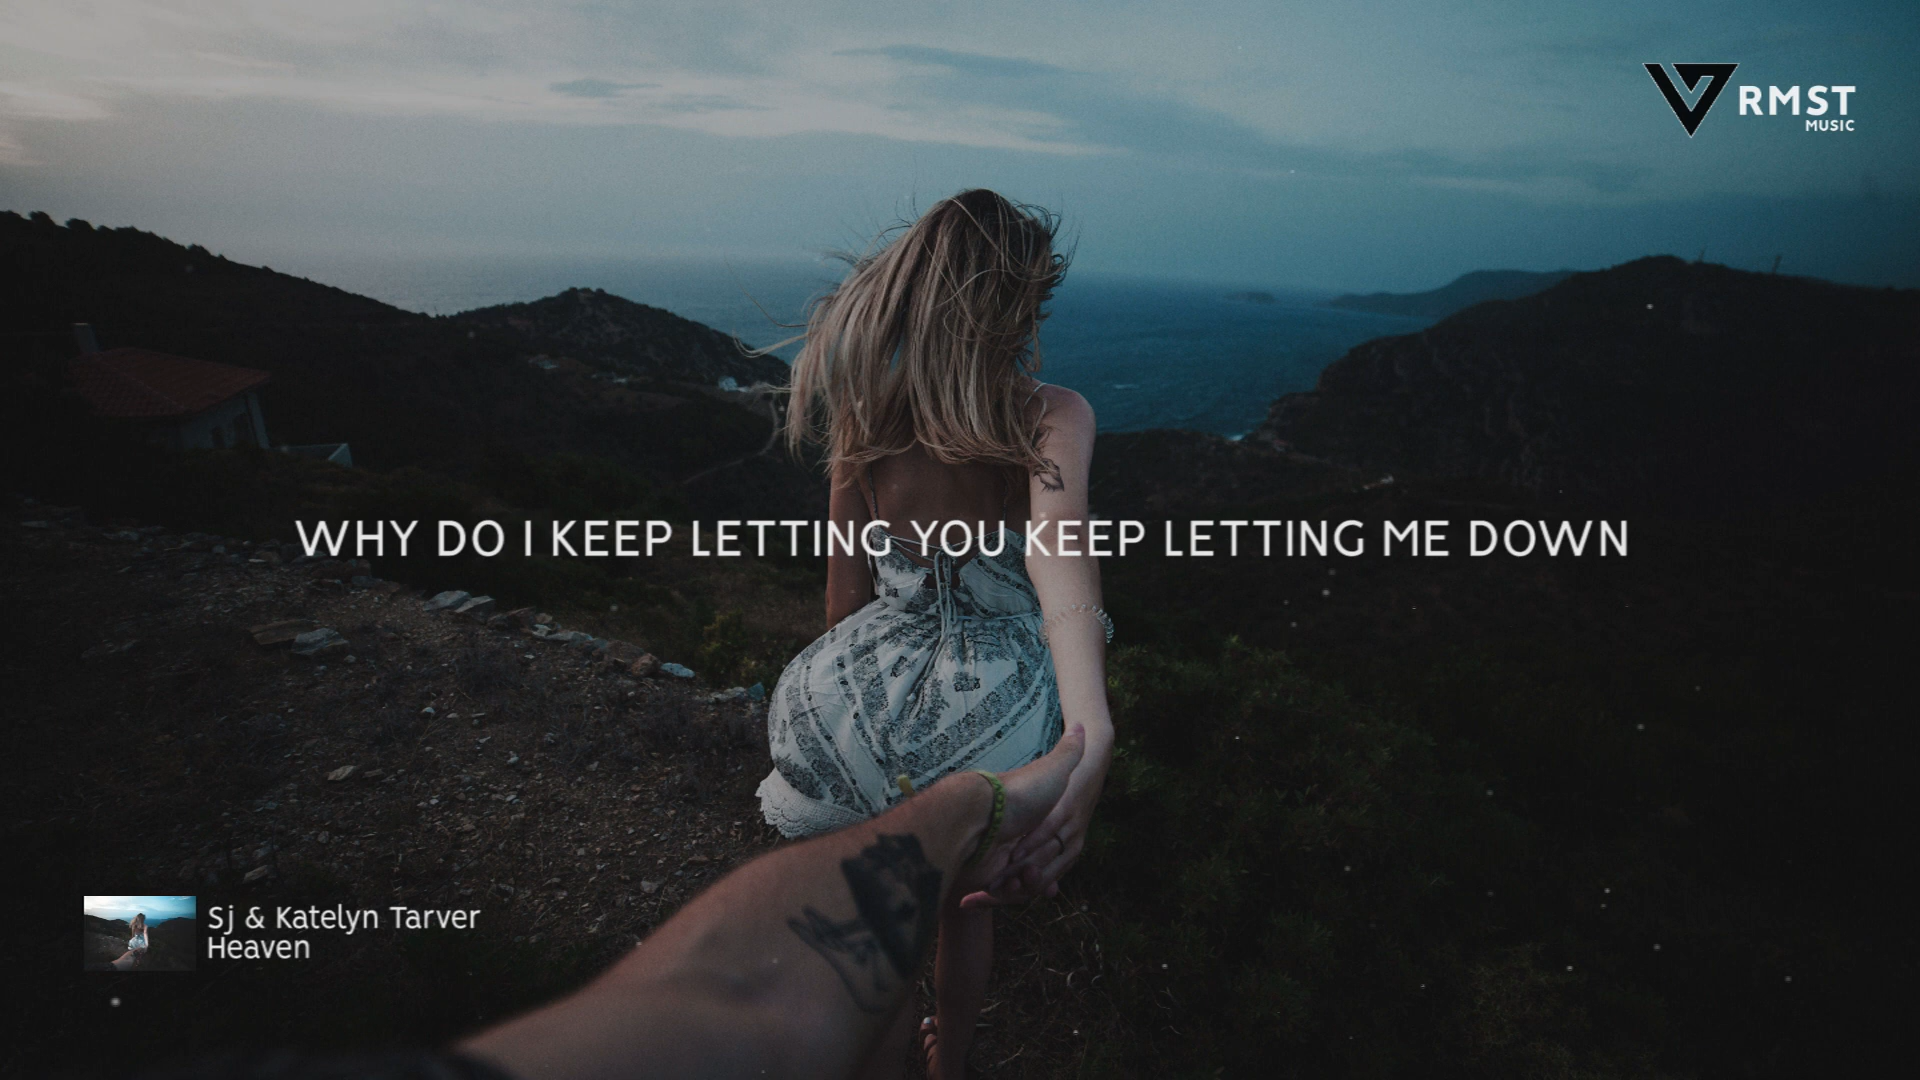 RMST
MUSIC
WHY DO I KEEP LETTING YOU KEEP LETTING ME DOWN
Sj & Katelyn Tarver
Heaven